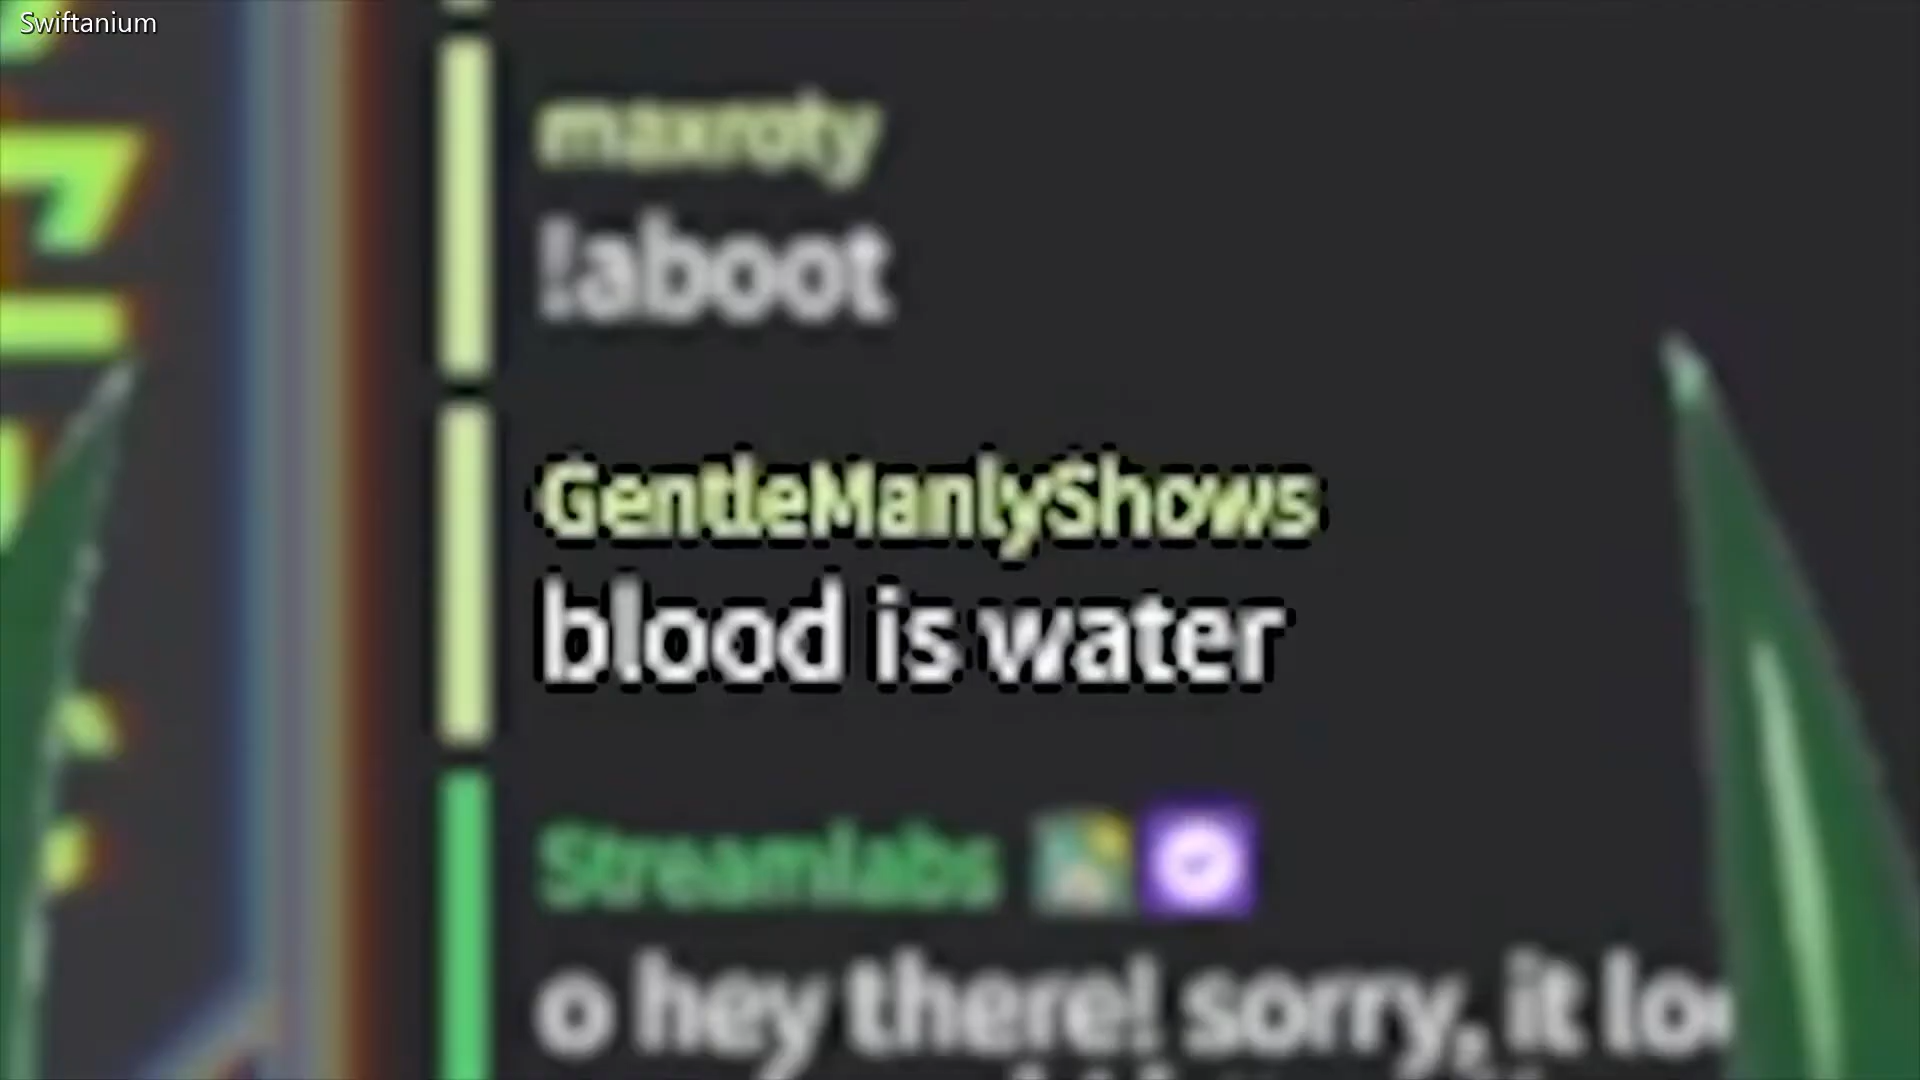 Swiftanium
maxroty
!aboot
GentleManlyShows
blood is water
Streamlabs
o hey there! sorry, it